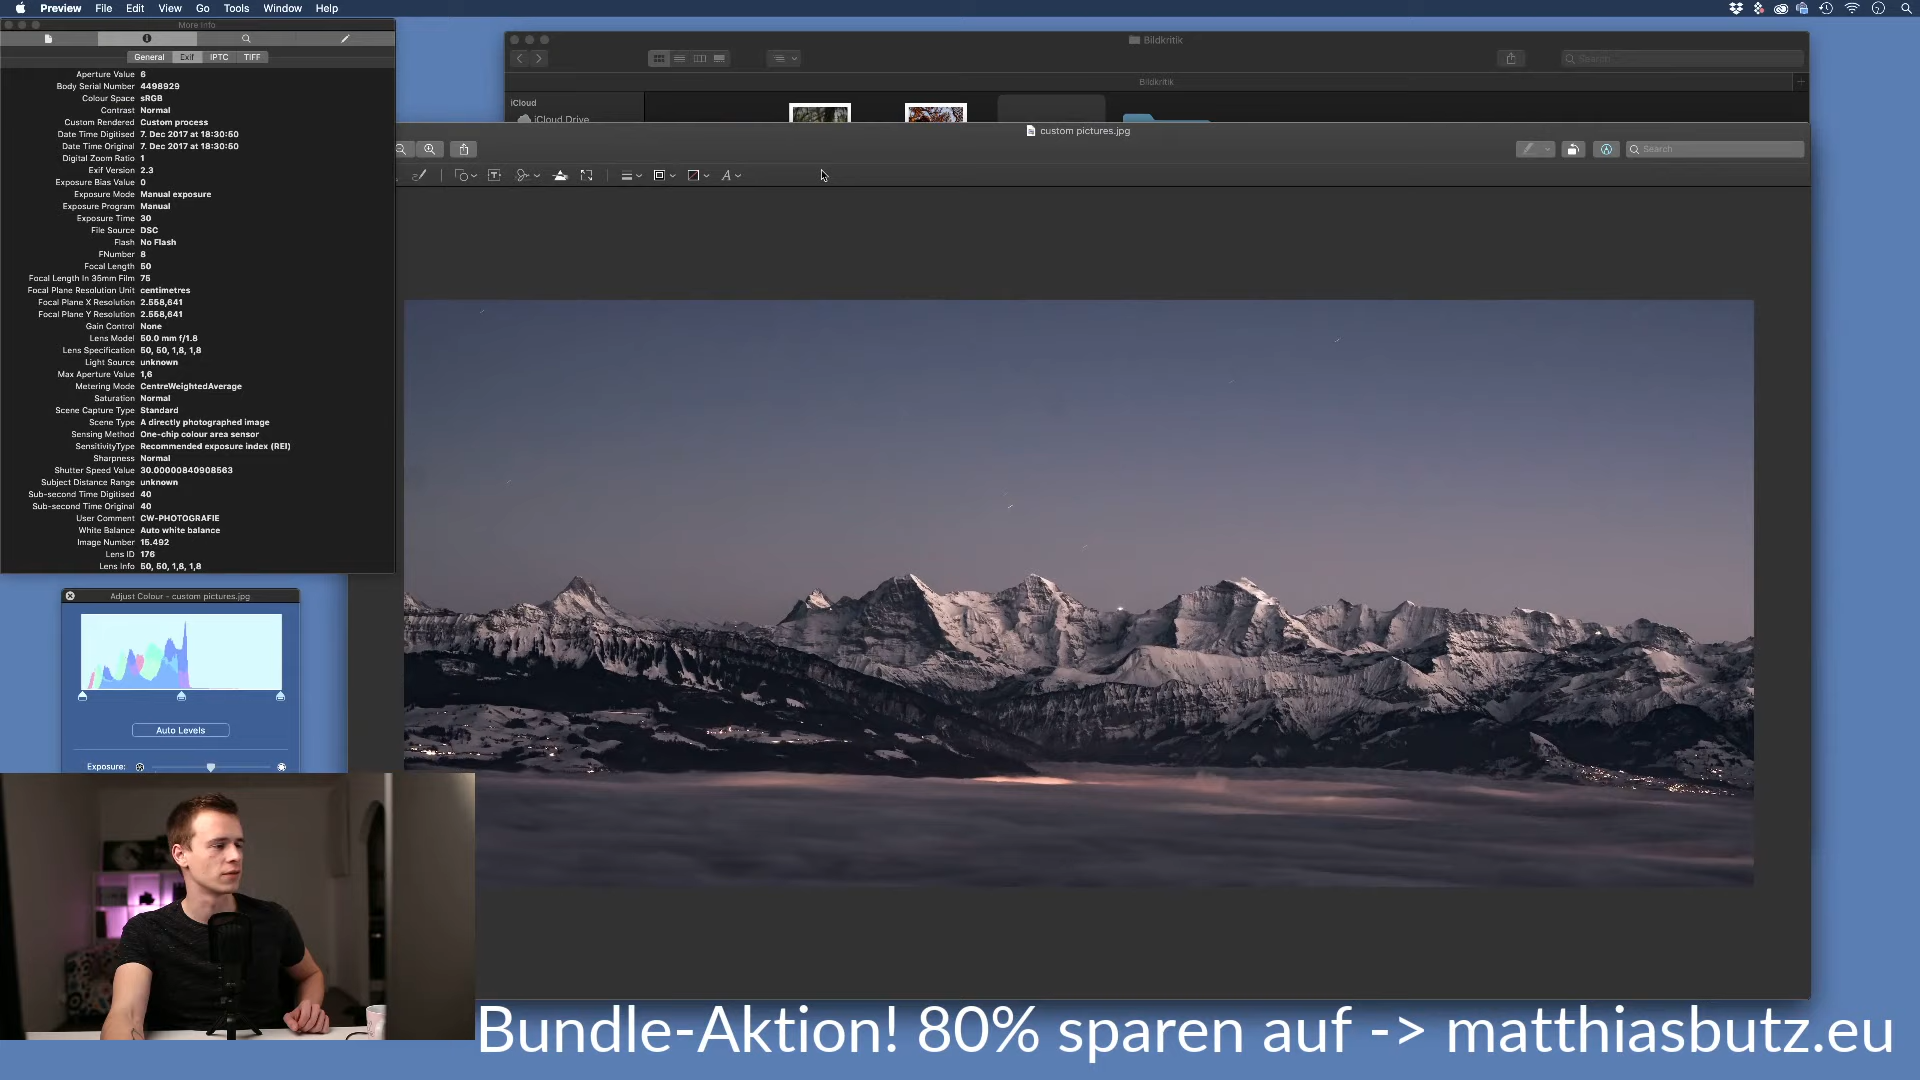 Preview File Edit View Go Tools Window Help
More Info
General Exif IPTC TIFF
Aperture Value 6
Body Serial Number 4498929
Colour Space sRGB
Contrast Normal
Custom Rendered Custom process
Date Time Digitised 7. Dec 2017 at 18:30:50
Date Time Original 7. Dec 2017 at 18:30:50
Digital Zoom Ratio 1
Exif Version 2.3
Exposure Bias Value 0
Exposure Mode Manual exposure
Exposure Program Manual
Exposure Time 30
File Source DSC
Flash No Flash
FNumber 8
Focal Length 50
Focal Length In 35mm Film 75
Focal Plane Resolution Unit centimetres
Focal Plane X Resolution 2.558,641
Focal Plane Y Resolution 2.558,641
Gain Control None
Lens Model 50.0 mm f/1.8
Lens Specification 50, 50, 1,8, 1,8
Light Source unknown
Max Aperture Value 1,6
Metering Mode CentreWeightedAverage
Saturation Normal
Scene Capture Type Standard
Scene Type A directly photographed image
Sensing Method One-chip colour area sensor
SensitivityType Recommended exposure index (REI)
Sharpness Normal
Shutter Speed Value 30.00000840908563
Subject Distance Range unknown
Sub-second Time Digitised 40
Sub-second Time Original 40
User Comment CW-PHOTOGRAFIE
White Balance Auto white balance
Image Number 15.492
Lens ID 176
Lens Info 50, 50, 1,8, 1,8
Bildkritik
Search
Bildkritik
iCloud
iCloud Drive
custom pictures.jpg
Search
Adjust Colour - custom pictures.jpg
Auto Levels
Exposure:
Bundle-Aktion! 80% sparen auf -> matthiasbutz.eu